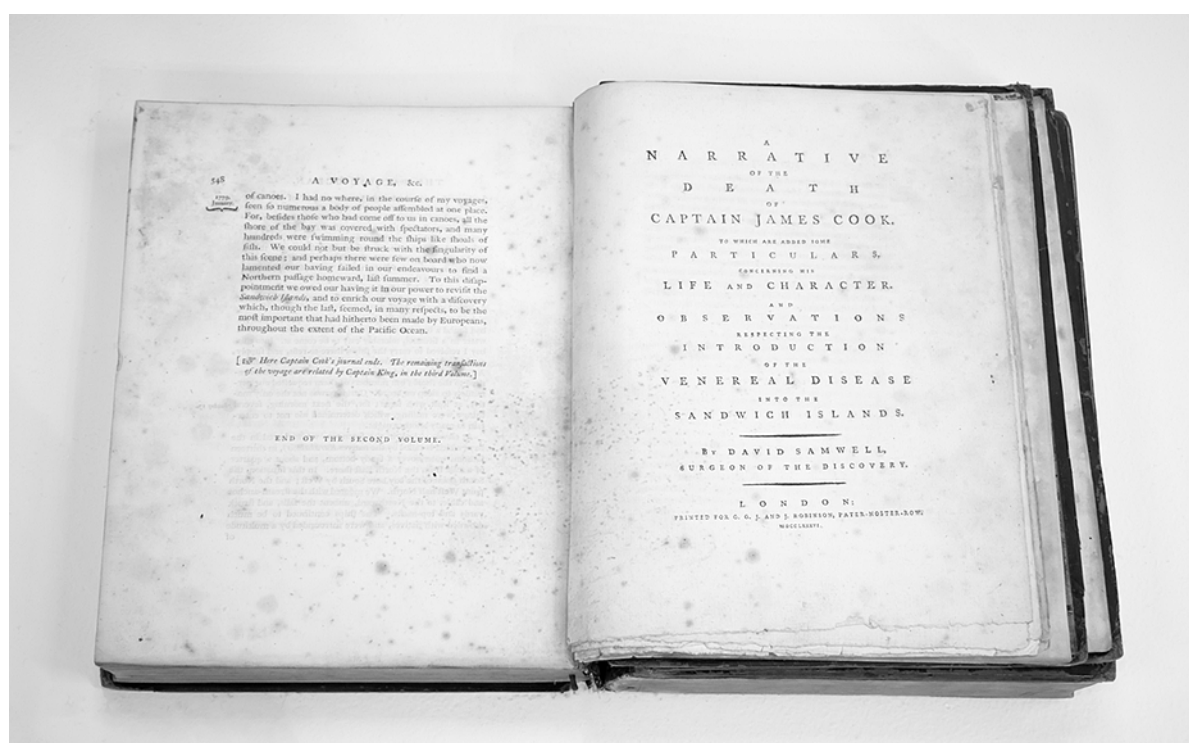 548 A VOYAGE, &c.
1779.
January.
of canoes. I had no where, in the courſe of my voyages,
ſeen ſo numerous a body of people aſſembled at one place.
For, beſides thoſe who had come off to us in canoes, all the
ſhore of the bay was covered with ſpectators, and many
hundreds were ſwimming round the ſhips like ſhoals of
fiſh. We could not but be ſtruck with the ſingularity of
this ſcene; and perhaps there were few on board who now
lamented our having failed in our endeavours to find a
Northern paſſage homeward, laſt ſummer. To this diſap-
pointment we owed our having it in our power to reviſit the
Sandwich Iſlands, and to enrich our voyage with a diſcovery
which, though the laſt, ſeemed, in many reſpects, to be the
moſt important that had hitherto been made by Europeans,
throughout the extent of the Pacific Ocean.
[☞ Here Captain Cook's journal ends. The remaining tranſactions
of the voyage are related by Captain King, in the third Volume.]
END OF THE SECOND VOLUME.
A
NARRATIVE
OF THE
DEATH
OF
CAPTAIN JAMES COOK.
TO WHICH ARE ADDED SOME
PARTICULARS,
CONCERNING HIS
LIFE AND CHARACTER.
AND
OBSERVATIONS
RESPECTING THE
INTRODUCTION
OF THE
VENEREAL DISEASE
INTO THE
SANDWICH ISLANDS.
BY DAVID SAMWELL,
SURGEON OF THE DISCOVERY.
LONDON:
PRINTED FOR G. G. J. AND J. ROBINSON, PATER-NOSTER-ROW;
MDCCLXXXVI.